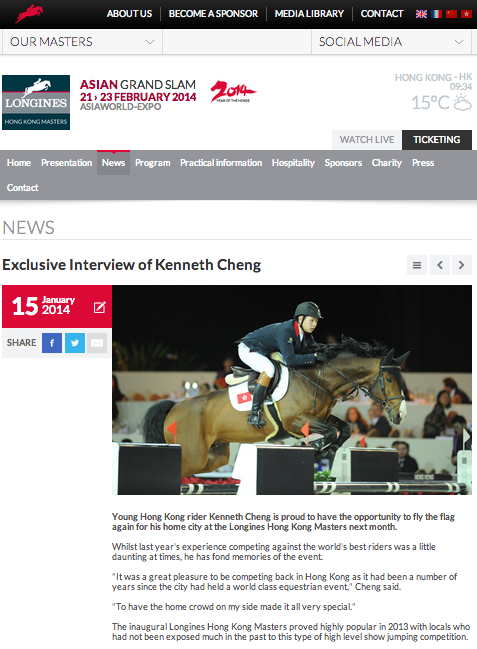 ABOUT US
BECOME A SPONSOR
MEDIA LIBRARY
CONTACT
OUR MASTERS
SOCIAL MEDIA
LONGINES
HONG KONG MASTERS
ASIAN GRAND SLAM
21 › 23 FEBRUARY 2014
ASIAWORLD-EXPO
2014
YEAR OF THE HORSE
HONG KONG - HK
09:34
15°C
WATCH LIVE
TICKETING
Home Presentation News Program Practical information Hospitality Sponsors Charity Press
Contact
NEWS
Exclusive Interview of Kenneth Cheng
15 January
2014
SHARE
Young Hong Kong rider Kenneth Cheng is proud to have the opportunity to fly the flag
again for his home city at the Longines Hong Kong Masters next month.
Whilst last year's experience competing against the world's best riders was a little
daunting at times, he has fond memories of the event.
"It was a great pleasure to be competing back in Hong Kong as it had been a number of
years since the city had held a world class equestrian event," Cheng said.
"To have the home crowd on my side made it all very special."
The inaugural Longines Hong Kong Masters proved highly popular in 2013 with locals who
had not been exposed much in the past to this type of high level show jumping competition.